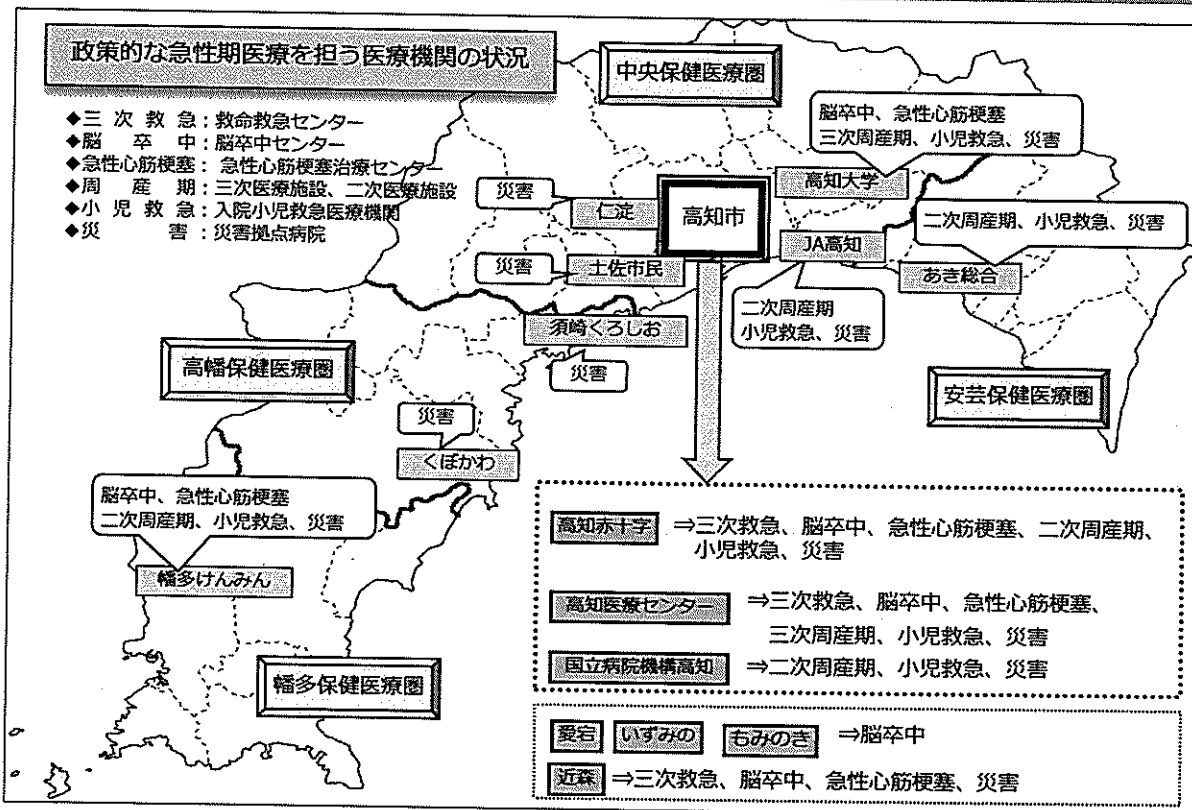 政策的な急性期医療を担う医療機関の状況
◆三次救急：救命救急センター
◆脳卒中：脳卒中センター
◆急性心筋梗塞：急性心筋梗塞治療センター
◆周産期：三次医療施設、二次医療施設
◆小児救急：入院小児救急医療機関
◆災害：災害拠点病院
中央保健医療圏
脳卒中、急性心筋梗塞
三次周産期、小児救急、災害
高知大学
災害
仁淀
高知市
二次周産期、小児救急、災害
JA高知
あき総合
災害
土佐市民
二次周産期
小児救急、災害
須崎くろしお
災害
高幡保健医療圏
安芸保健医療圏
災害
くぼかわ
脳卒中、急性心筋梗塞
二次周産期、小児救急、災害
幡多けんみん
幡多保健医療圏
高知赤十字 ⇒三次救急、脳卒中、急性心筋梗塞、二次周産期、
小児救急、災害
高知医療センター ⇒三次救急、脳卒中、急性心筋梗塞、
三次周産期、小児救急、災害
国立病院機構高知 ⇒二次周産期、小児救急、災害
愛宕 いずみの もみのき ⇒脳卒中
近森 ⇒三次救急、脳卒中、急性心筋梗塞、災害